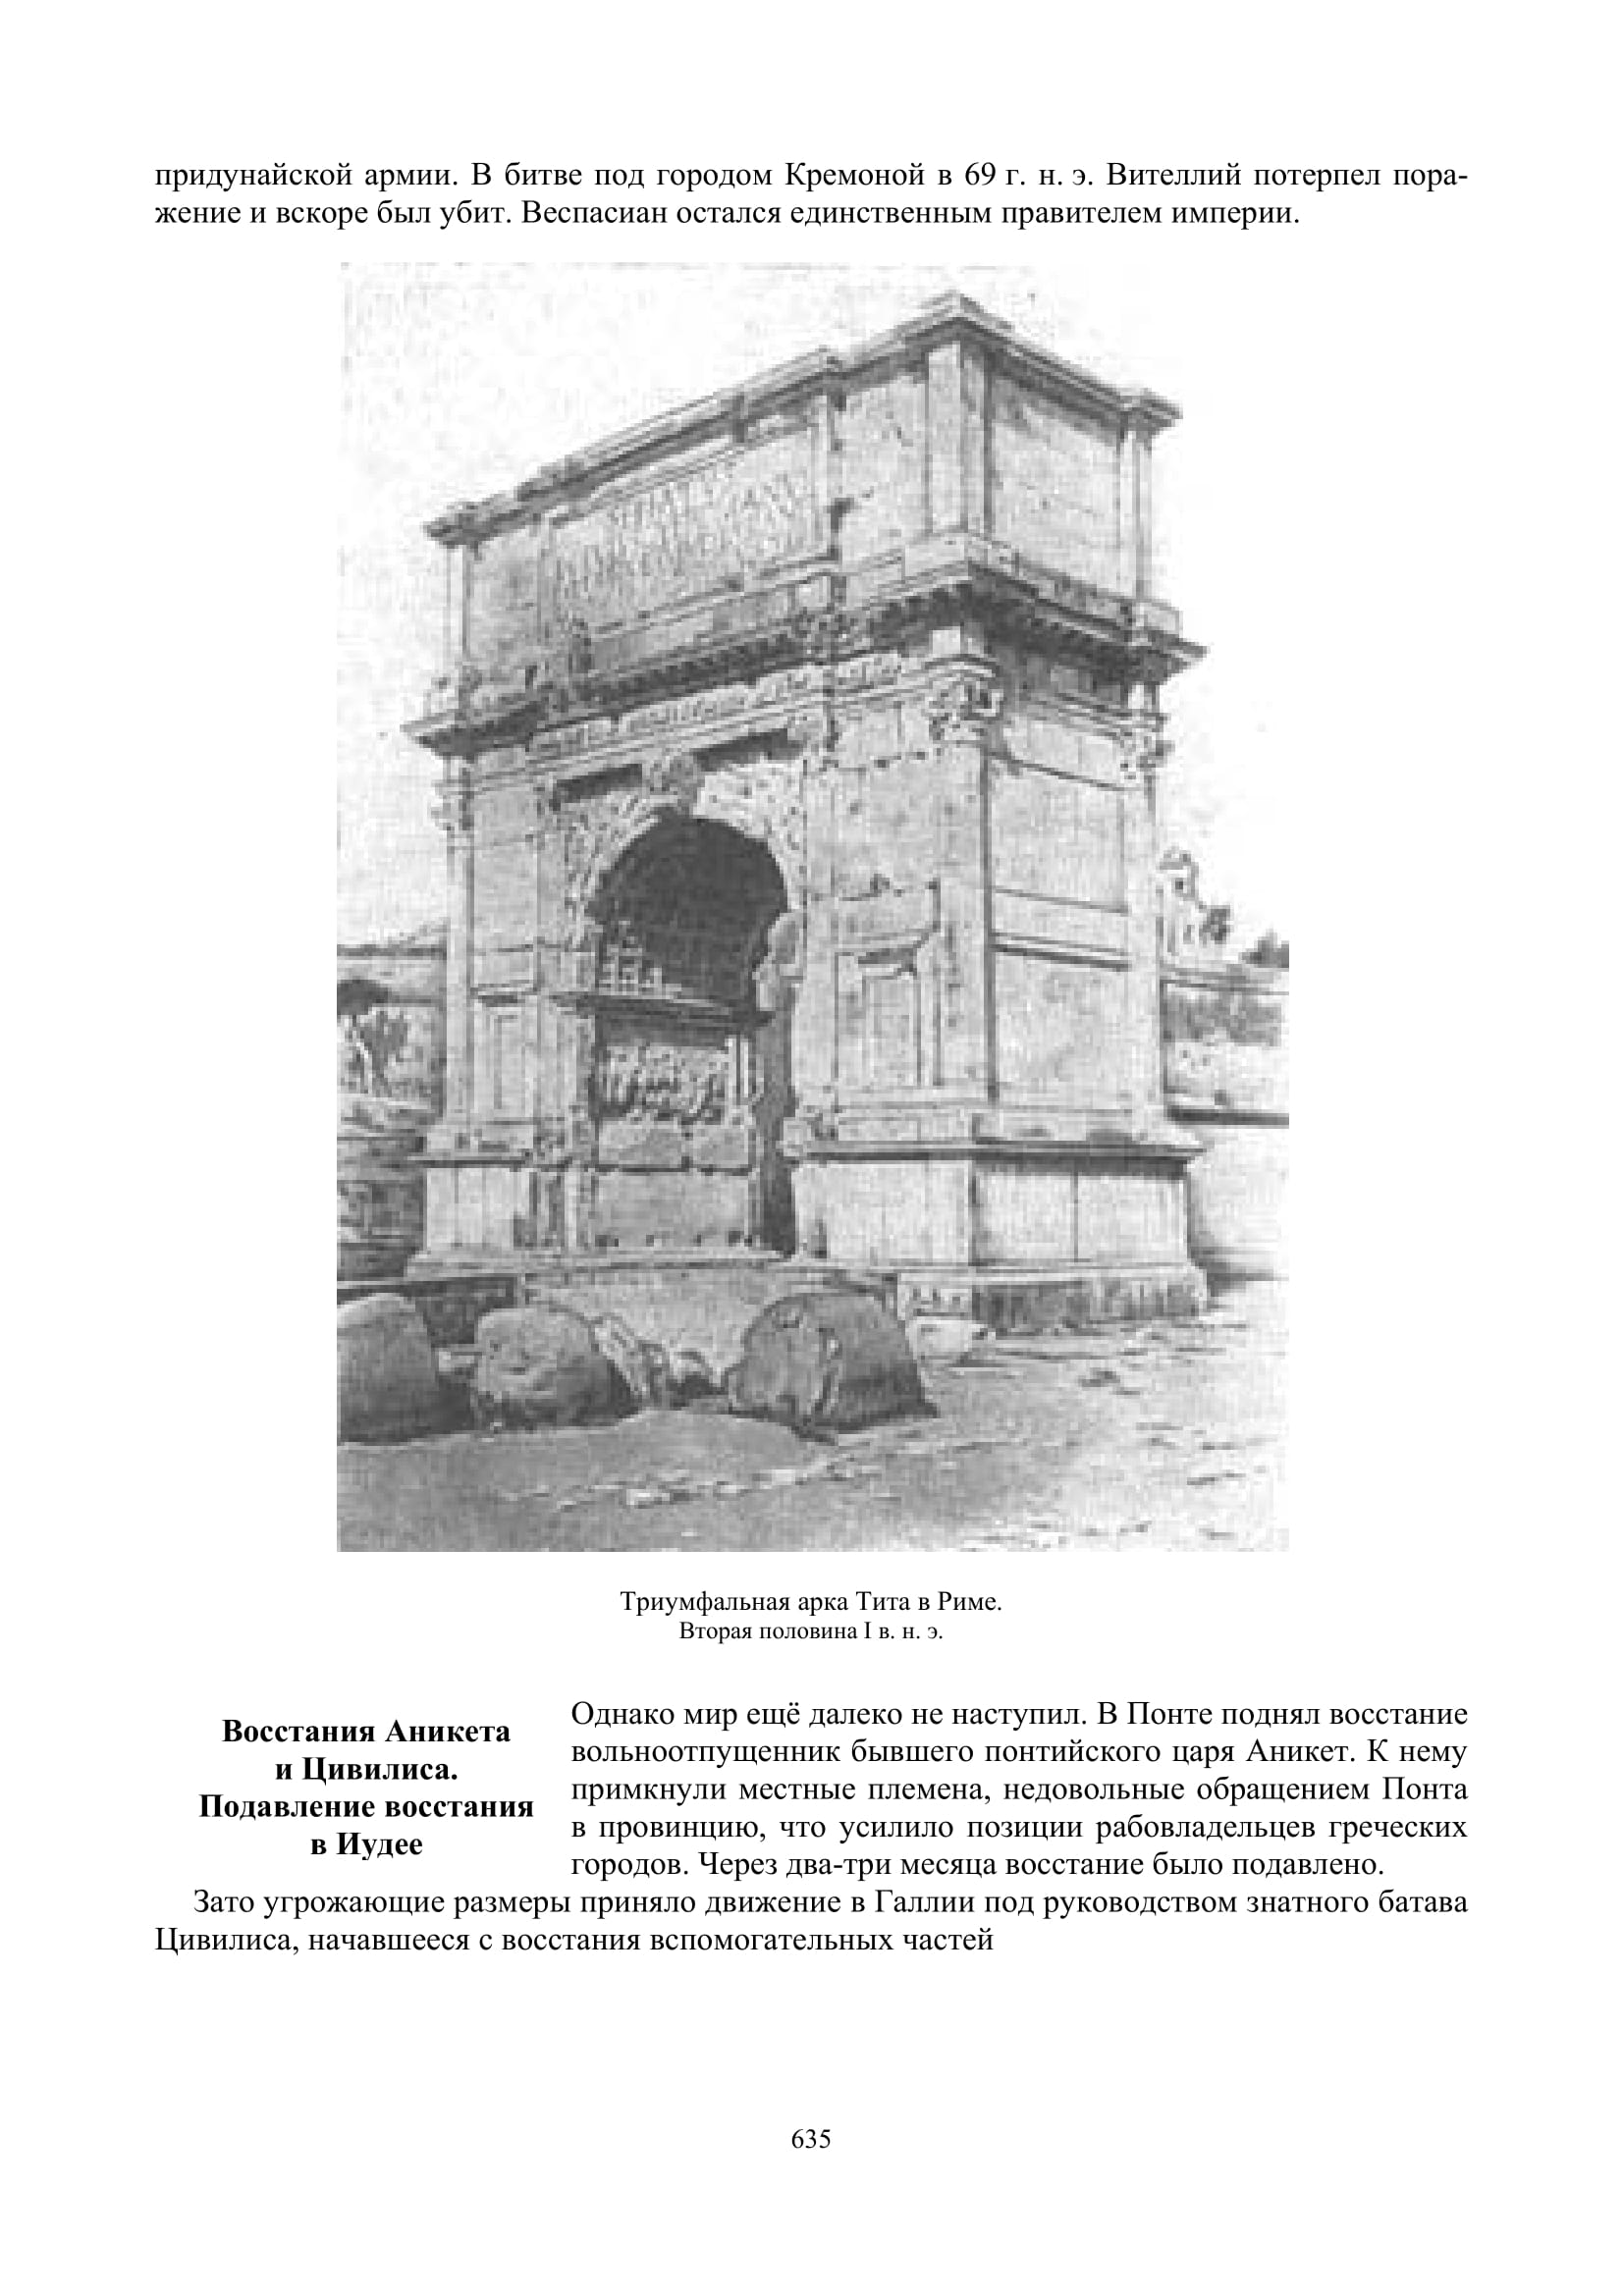 придунайской армии. В битве под городом Кремоной в 69 г. н. э. Вителлий потерпел пора-
жение и вскоре был убит. Веспасиан остался единственным правителем империи.
Триумфальная арка Тита в Риме.
Вторая половина I в. н. э.
Восстания Аникета
и Цивилиса.
Подавление восстания
в Иудее
Однако мир ещё далеко не наступил. В Понте поднял восстание
вольноотпущенник бывшего понтийского царя Аникет. К нему
примкнули местные племена, недовольные обращением Понта
в провинцию, что усилило позиции рабовладельцев греческих
городов. Через два-три месяца восстание было подавлено.
Зато угрожающие размеры приняло движение в Галлии под руководством знатного батава
Цивилиса, начавшееся с восстания вспомогательных частей
635